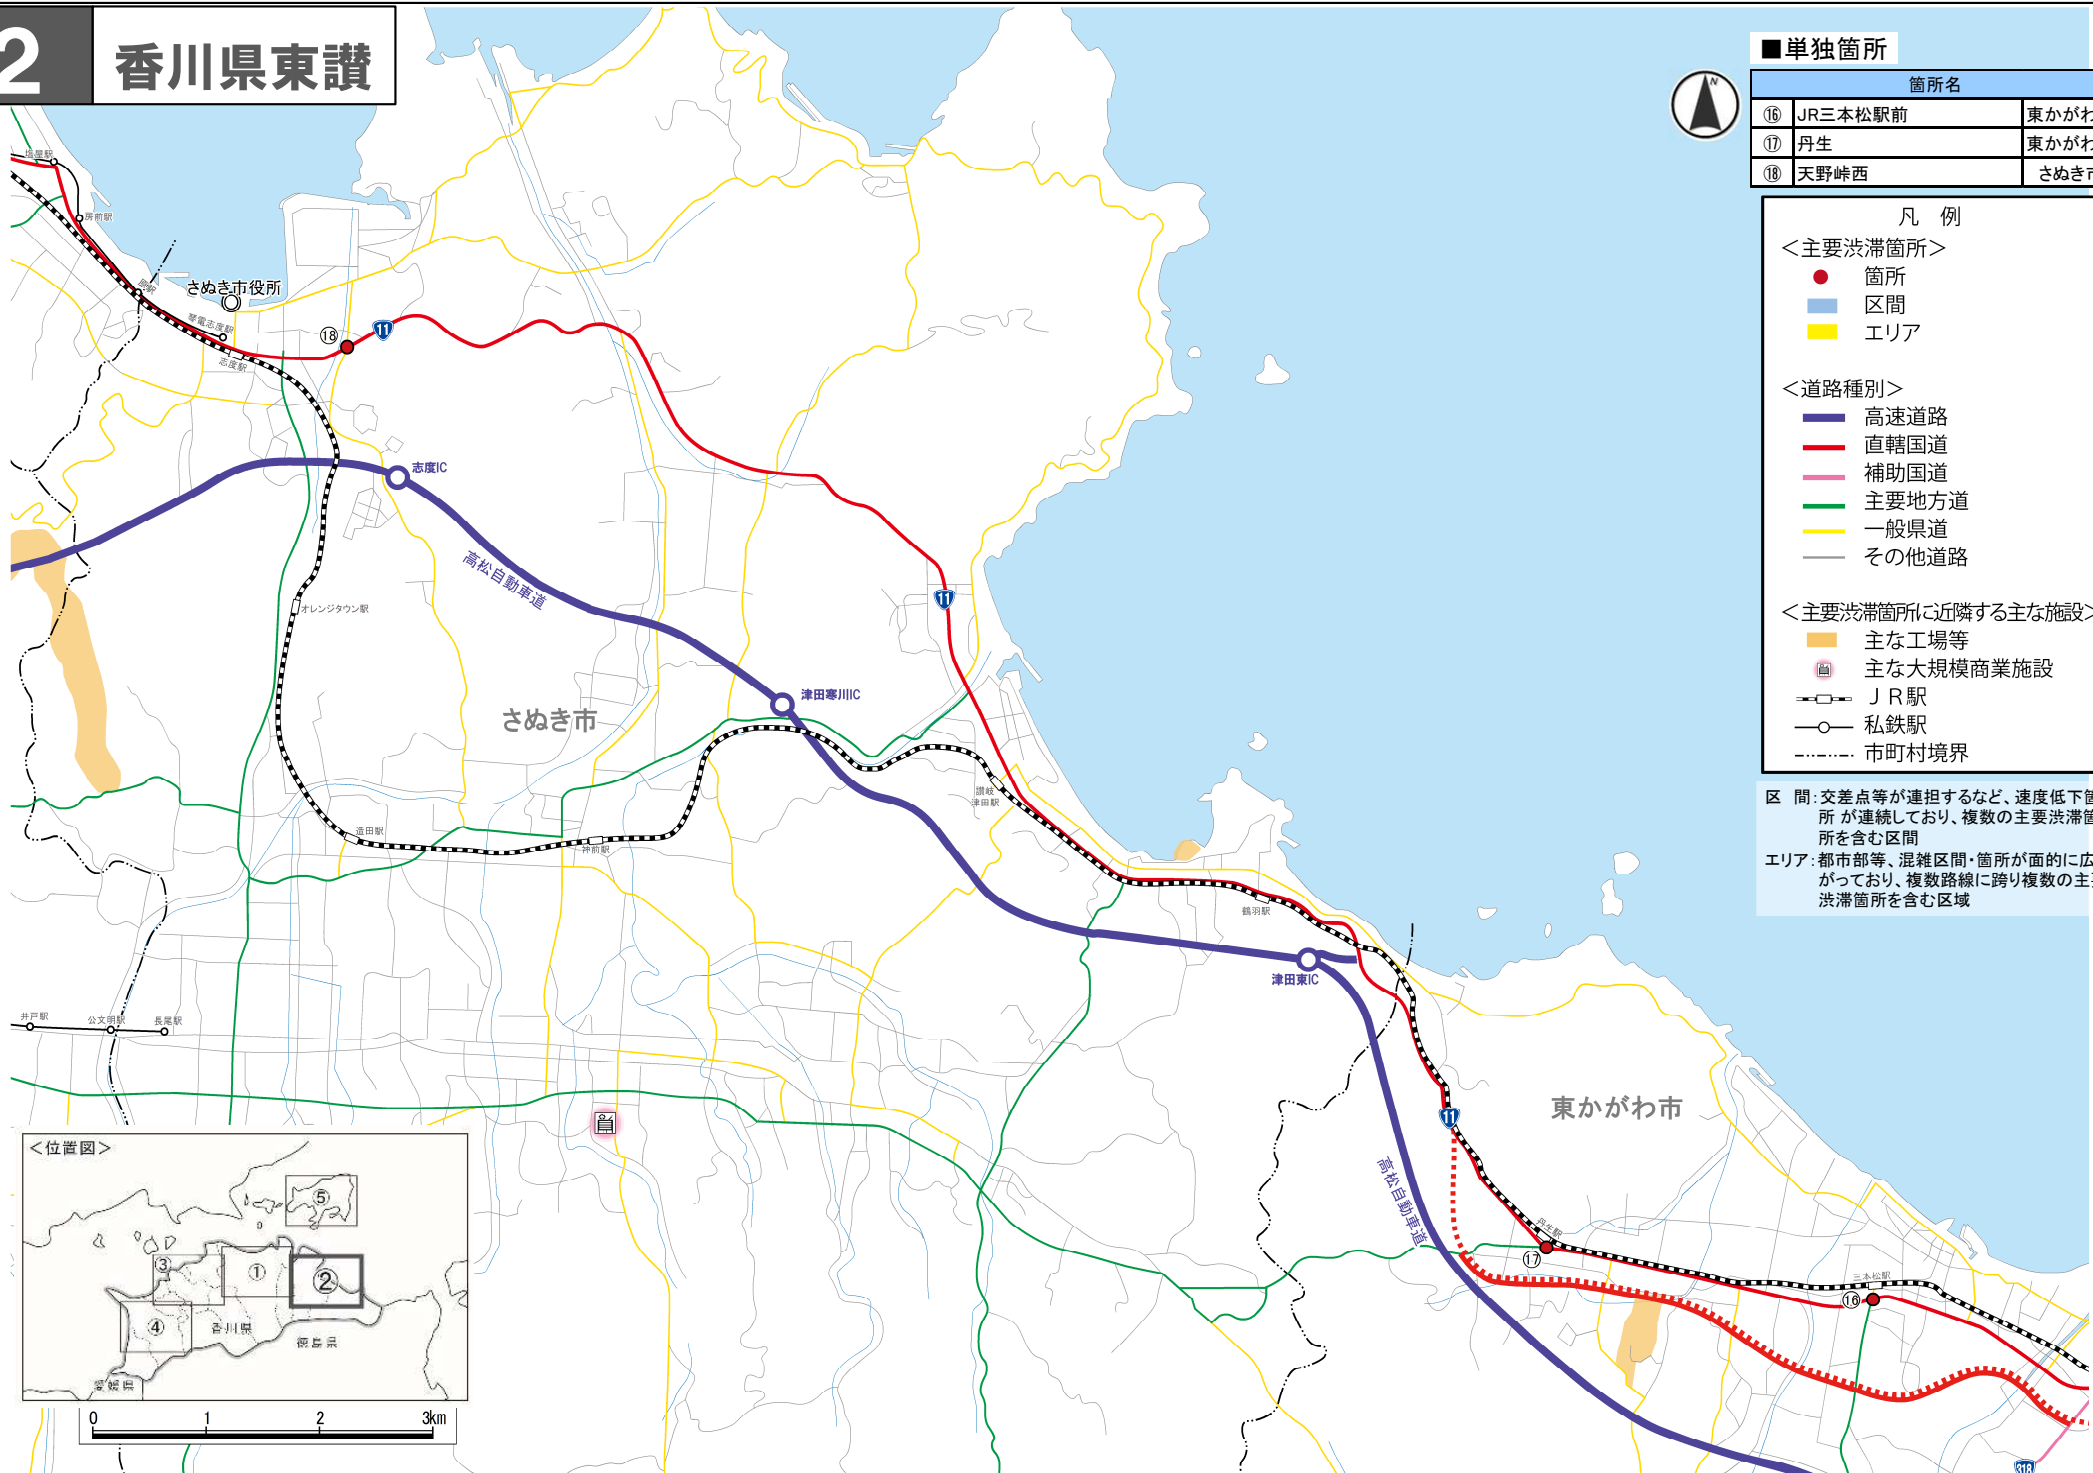 2
香川県東讃
■単独箇所
箇所名
⑯ JR三本松駅前 東かがわ
⑰ 丹生 東かがわ
⑱ 天野峠西 さぬき市
N
凡 例
＜主要渋滞箇所＞
箇所
区間
エリア
＜道路種別＞
高速道路
直轄国道
補助国道
主要地方道
一般県道
その他道路
＜主要渋滞箇所に近隣する主な施設＞
主な工場等
主な大規模商業施設
ＪＲ駅
私鉄駅
市町村境界
区 間：交差点等が連担するなど、速度低下箇
所 が連続しており、複数の主要渋滞箇
所を含む区間
エリア：都市部等、混雑区間・箇所が面的に広
がっており、複数路線に跨り複数の主要
渋滞箇所を含む区域
塩屋駅
房前駅
原駅
さぬき市役所
琴電志度駅
志度駅
⑱
11
志度IC
高松自動車道
オレンジタウン駅
11
さぬき市
津田寒川IC
讃岐
津田駅
造田駅
神前駅
鶴羽駅
津田東IC
井戸駅
公文明駅
長尾駅
東かがわ市
11
高松自動車道
丹生駅
⑰
三本松駅
⑯
318
＜位置図＞
⑤
③
①
②
④
香川県
徳島県
愛媛県
0 1 2 3km